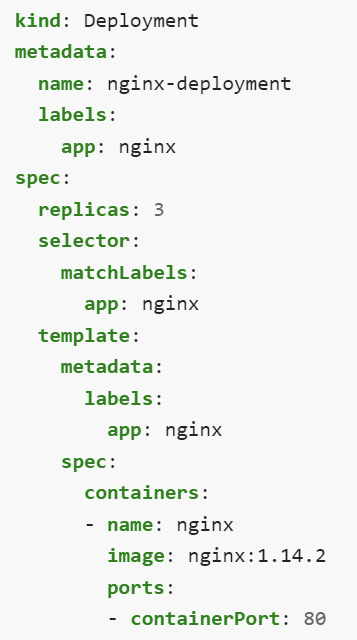 kind: Deployment
metadata:
  name: nginx-deployment
  labels:
    app: nginx
spec:
  replicas: 3
  selector:
    matchLabels:
      app: nginx
  template:
    metadata:
      labels:
        app: nginx
    spec:
      containers:
      - name: nginx
        image: nginx:1.14.2
        ports:
        - containerPort: 80